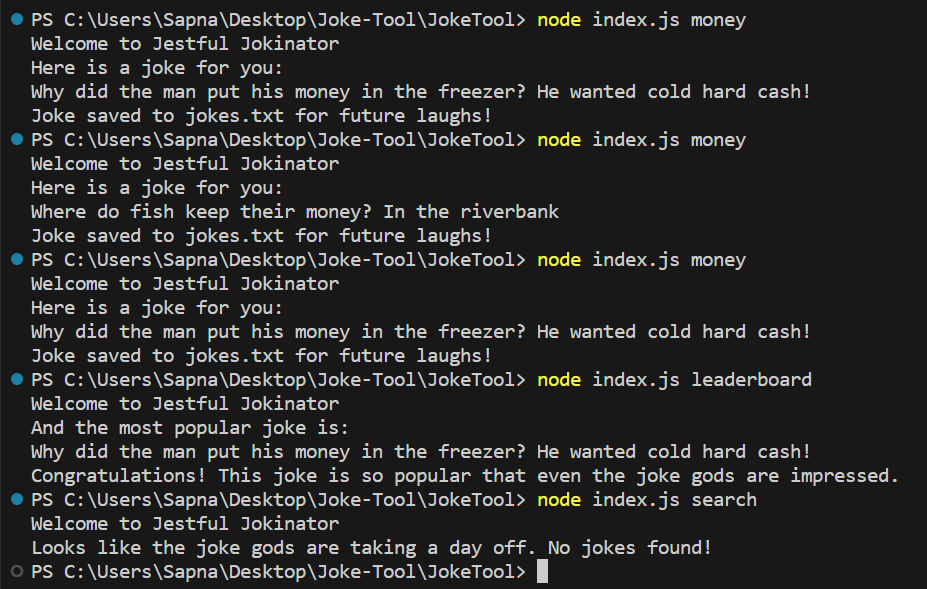 PS C:\Users\Sapna\Desktop\Joke-Tool\JokeTool> node index.js money
Welcome to Jestful Jokinator
Here is a joke for you:
Why did the man put his money in the freezer? He wanted cold hard cash!
Joke saved to jokes.txt for future laughs!
PS C:\Users\Sapna\Desktop\Joke-Tool\JokeTool> node index.js money
Welcome to Jestful Jokinator
Here is a joke for you:
Where do fish keep their money? In the riverbank
Joke saved to jokes.txt for future laughs!
PS C:\Users\Sapna\Desktop\Joke-Tool\JokeTool> node index.js money
Welcome to Jestful Jokinator
Here is a joke for you:
Why did the man put his money in the freezer? He wanted cold hard cash!
Joke saved to jokes.txt for future laughs!
PS C:\Users\Sapna\Desktop\Joke-Tool\JokeTool> node index.js leaderboard
Welcome to Jestful Jokinator
And the most popular joke is:
Why did the man put his money in the freezer? He wanted cold hard cash!
Congratulations! This joke is so popular that even the joke gods are impressed.
PS C:\Users\Sapna\Desktop\Joke-Tool\JokeTool> node index.js search
Welcome to Jestful Jokinator
Looks like the joke gods are taking a day off. No jokes found!
PS C:\Users\Sapna\Desktop\Joke-Tool\JokeTool>